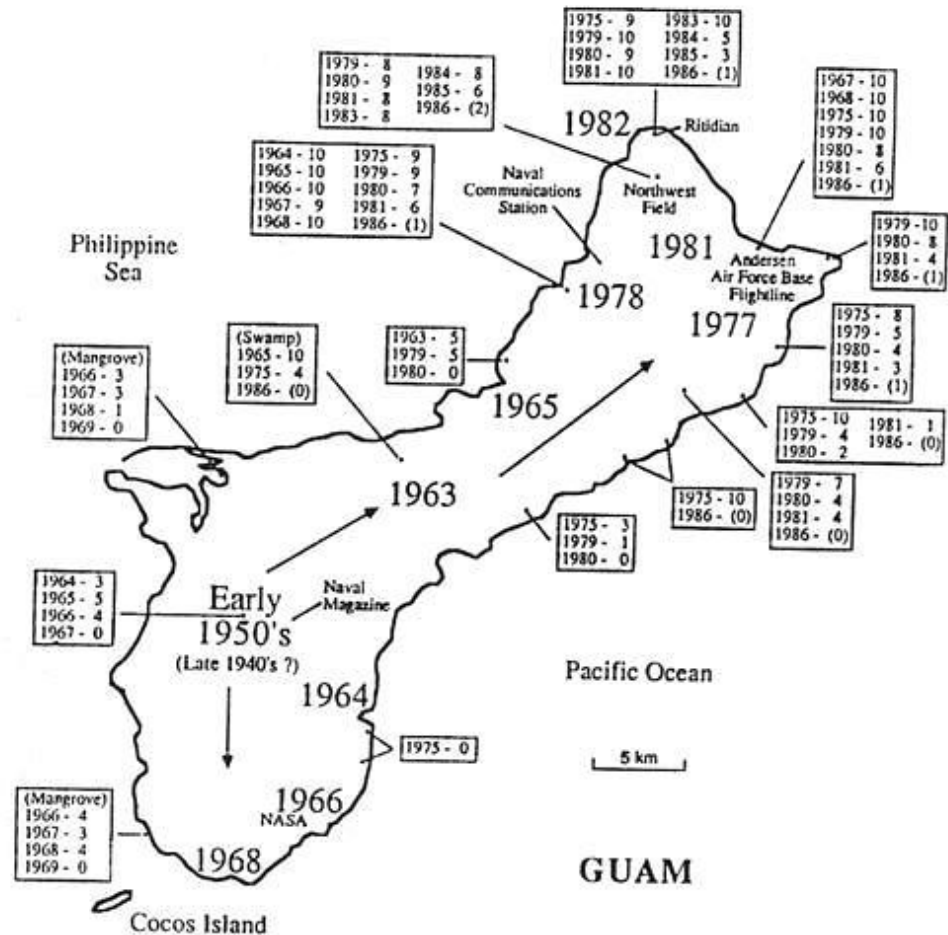 1975 - 9 1983 - 10
1979 - 10 1984 - 5
1980 - 9 1985 - 3
1981 - 10 1986 - (1)
1979 - 8 1984 - 8
1980 - 9 1985 - 6
1981 - 8 1986 - (2)
1983 - 8
1967 - 10
1968 - 10
1975 - 10
1979 - 10
1980 - 8
1981 - 6
1986 - (1)
1982
Ritidian
1964 - 10 1975 - 9
1965 - 10 1979 - 9
1966 - 10 1980 - 7
1967 - 9 1981 - 6
1968 - 10 1986 - (1)
Naval
Communications
Station
Northwest
Field
1979 - 10
1980 - 8
1981 - 4
1986 - (1)
Philippine
Sea
1981
Andersen
Air Force Base
Flightline
1978
1977
1975 - 8
1979 - 5
1980 - 4
1981 - 3
1986 - (1)
(Swamp)
1965 - 10
1975 - 4
1986 - (0)
1963 - 5
1979 - 5
1980 - 0
(Mangrove)
1966 - 3
1967 - 3
1968 - 1
1969 - 0
1965
1975 - 10 1981 - 1
1979 - 4 1986 - (0)
1980 - 2
1963
1979 - 7
1980 - 4
1981 - 4
1986 - (0)
1975 - 10
1986 - (0)
1975 - 3
1979 - 1
1980 - 0
1964 - 3
1965 - 5
1966 - 4
1967 - 0
Early
1950's
(Late 1940's ?)
Naval
Magazine
Pacific Ocean
1964
1975 - 0
5 km
(Mangrove)
1966 - 4
1967 - 3
1968 - 4
1969 - 0
1966
NASA
1968
GUAM
Cocos Island